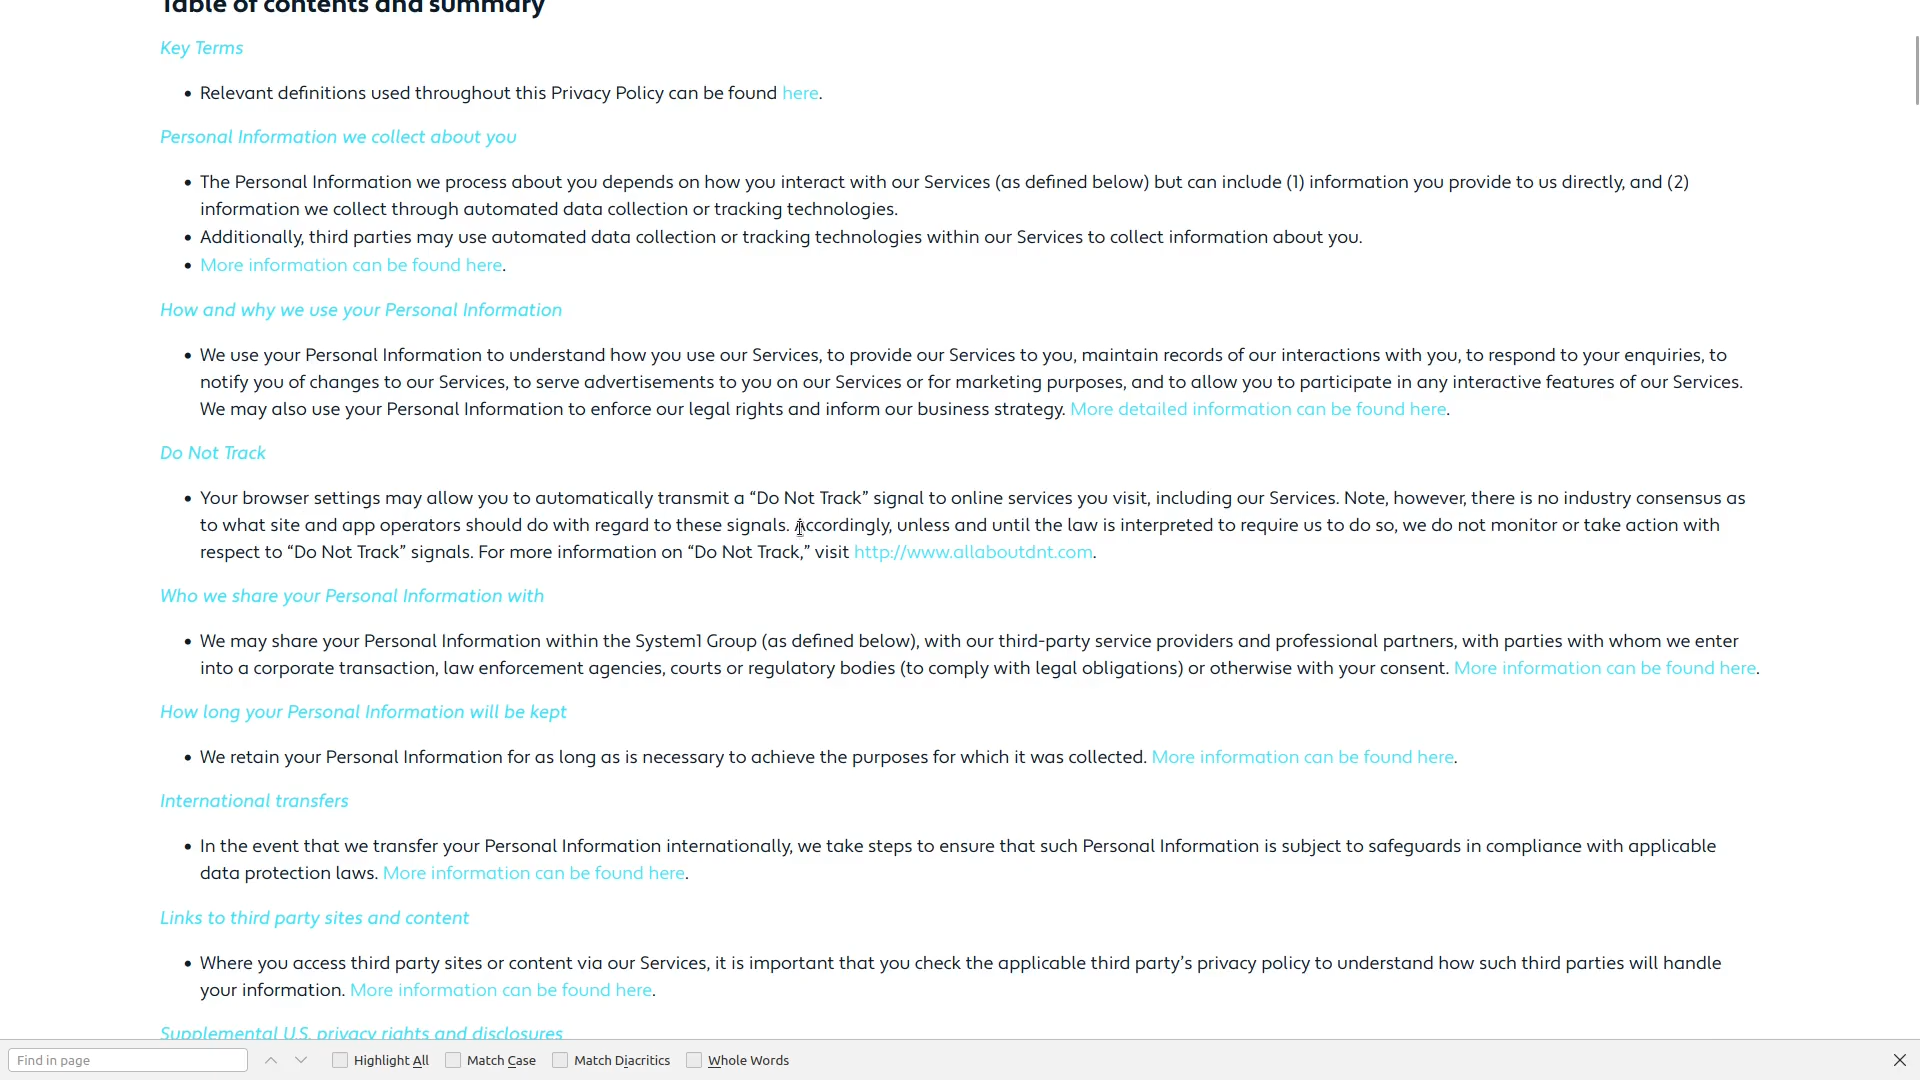 Table of contents and summary
Key Terms
• Relevant definitions used throughout this Privacy Policy can be found here.
Personal Information we collect about you
• The Personal Information we process about you depends on how you interact with our Services (as defined below) but can include (1) information you provide to us directly, and (2)
information we collect through automated data collection or tracking technologies.
• Additionally, third parties may use automated data collection or tracking technologies within our Services to collect information about you.
• More information can be found here.
How and why we use your Personal Information
• We use your Personal Information to understand how you use our Services, to provide our Services to you, maintain records of our interactions with you, to respond to your enquiries, to
notify you of changes to our Services, to serve advertisements to you on our Services or for marketing purposes, and to allow you to participate in any interactive features of our Services.
We may also use your Personal Information to enforce our legal rights and inform our business strategy. More detailed information can be found here.
Do Not Track
• Your browser settings may allow you to automatically transmit a “Do Not Track” signal to online services you visit, including our Services. Note, however, there is no industry consensus as
to what site and app operators should do with regard to these signals. Accordingly, unless and until the law is interpreted to require us to do so, we do not monitor or take action with
respect to “Do Not Track” signals. For more information on “Do Not Track,” visit http://www.allaboutdnt.com.
Who we share your Personal Information with
• We may share your Personal Information within the System1 Group (as defined below), with our third-party service providers and professional partners, with parties with whom we enter
into a corporate transaction, law enforcement agencies, courts or regulatory bodies (to comply with legal obligations) or otherwise with your consent. More information can be found here.
How long your Personal Information will be kept
• We retain your Personal Information for as long as is necessary to achieve the purposes for which it was collected. More information can be found here.
International transfers
• In the event that we transfer your Personal Information internationally, we take steps to ensure that such Personal Information is subject to safeguards in compliance with applicable
data protection laws. More information can be found here.
Links to third party sites and content
• Where you access third party sites or content via our Services, it is important that you check the applicable third party’s privacy policy to understand how such third parties will handle
your information. More information can be found here.
Supplemental U.S. privacy rights and disclosures
Find in page Highlight All Match Case Match Diacritics Whole Words